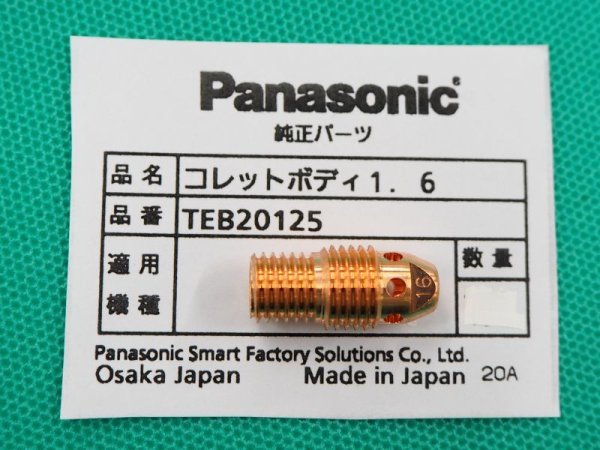 Panasonic
純正パーツ
品名 コレットボディ1.6
品番 TEB20125
適用 数量
機種
16
Panasonic Smart Factory Solutions Co., Ltd.
Osaka Japan Made in Japan 20A